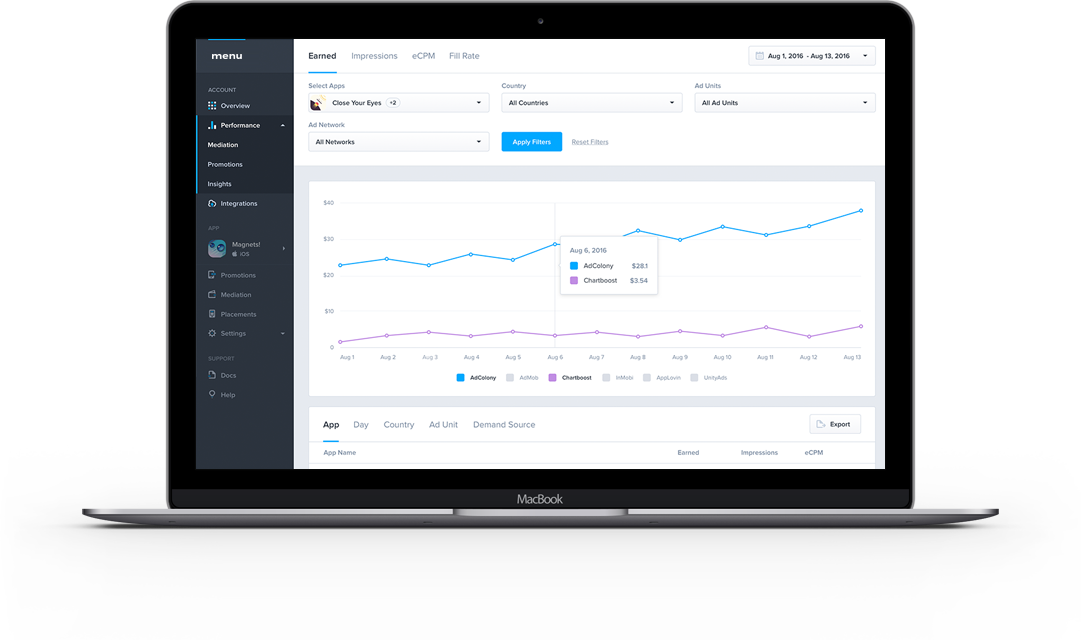 menu
ACCOUNT
Overview
Performance
Mediation
Promotions
Insights
Integrations
APP
Magnets!
iOS
Promotions
Mediation
Placements
Settings
SUPPORT
Docs
Help
Earned Impressions eCPM Fill Rate
Aug 1, 2016 - Aug 13, 2016
Select Apps Country Ad Units
Close Your Eyes +2 All Countries All Ad Units
Ad Network
All Networks Apply Filters Reset Filters
$40
$30
$20
$10
0
Aug 6, 2016
AdColony $28.1
Chartboost $3.54
Aug 1 Aug 2 Aug 3 Aug 4 Aug 5 Aug 6 Aug 7 Aug 8 Aug 9 Aug 10 Aug 11 Aug 12 Aug 13
AdColony AdMob Chartboost InMobi AppLovin UnityAds
App Day Country Ad Unit Demand Source Export
App Name Earned Impressions eCPM
MacBook